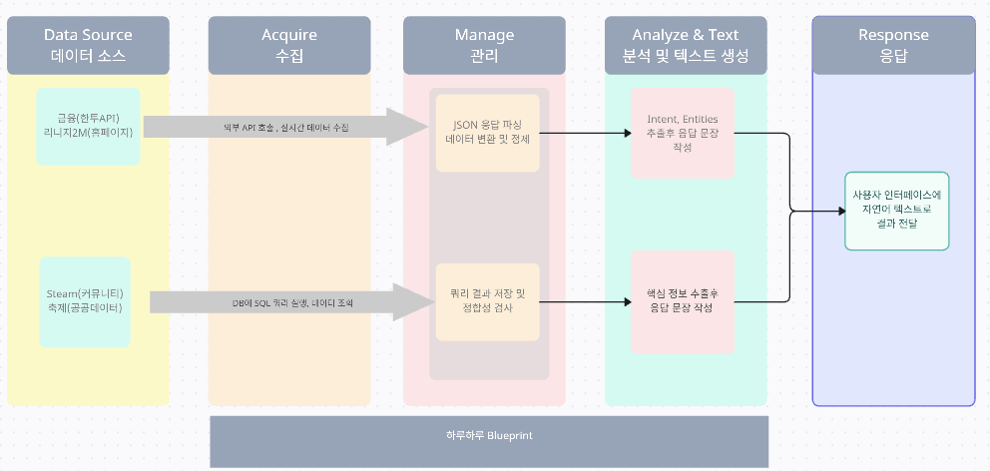 Data Source
데이터 소스
Acquire
수집
Manage
관리
Analyze & Text
분석 및 텍스트 생성
Response
응답
금융(한투API)
리니지2M(홈페이지)
외부 API 호출 , 실시간 데이터 수집
JSON 응답 파싱
데이터 변환 및 정제
Intent, Entities
추출후 응답 문장
작성
사용자 인터페이스에
자연어 텍스트로
결과 전달
Steam(커뮤니티)
축제(공공데이터)
DB에 SQL 쿼리 실행, 데이터 조회
쿼리 결과 저장 및
정합성 검사
핵심 정보 추출후
응답 문장 작성
하루하루 Blueprint